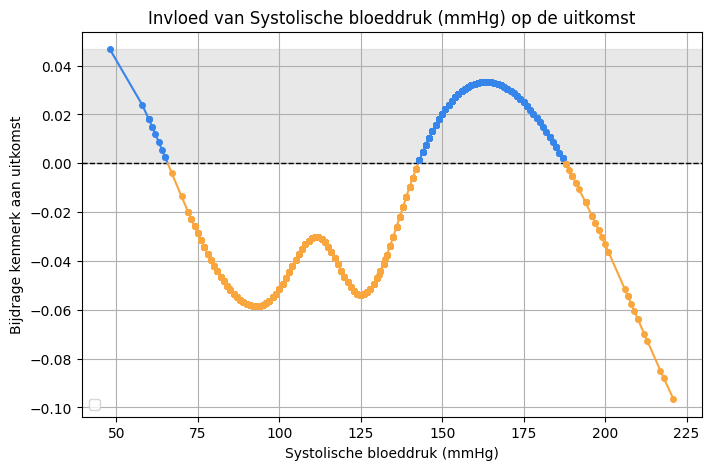 Invloed van Systolische bloeddruk (mmHg) op de uitkomst
Bijdrage kenmerk aan uitkomst
0.04
0.02
0.00
−0.02
−0.04
−0.06
−0.08
−0.10
50 75 100 125 150 175 200 225
Systolische bloeddruk (mmHg)